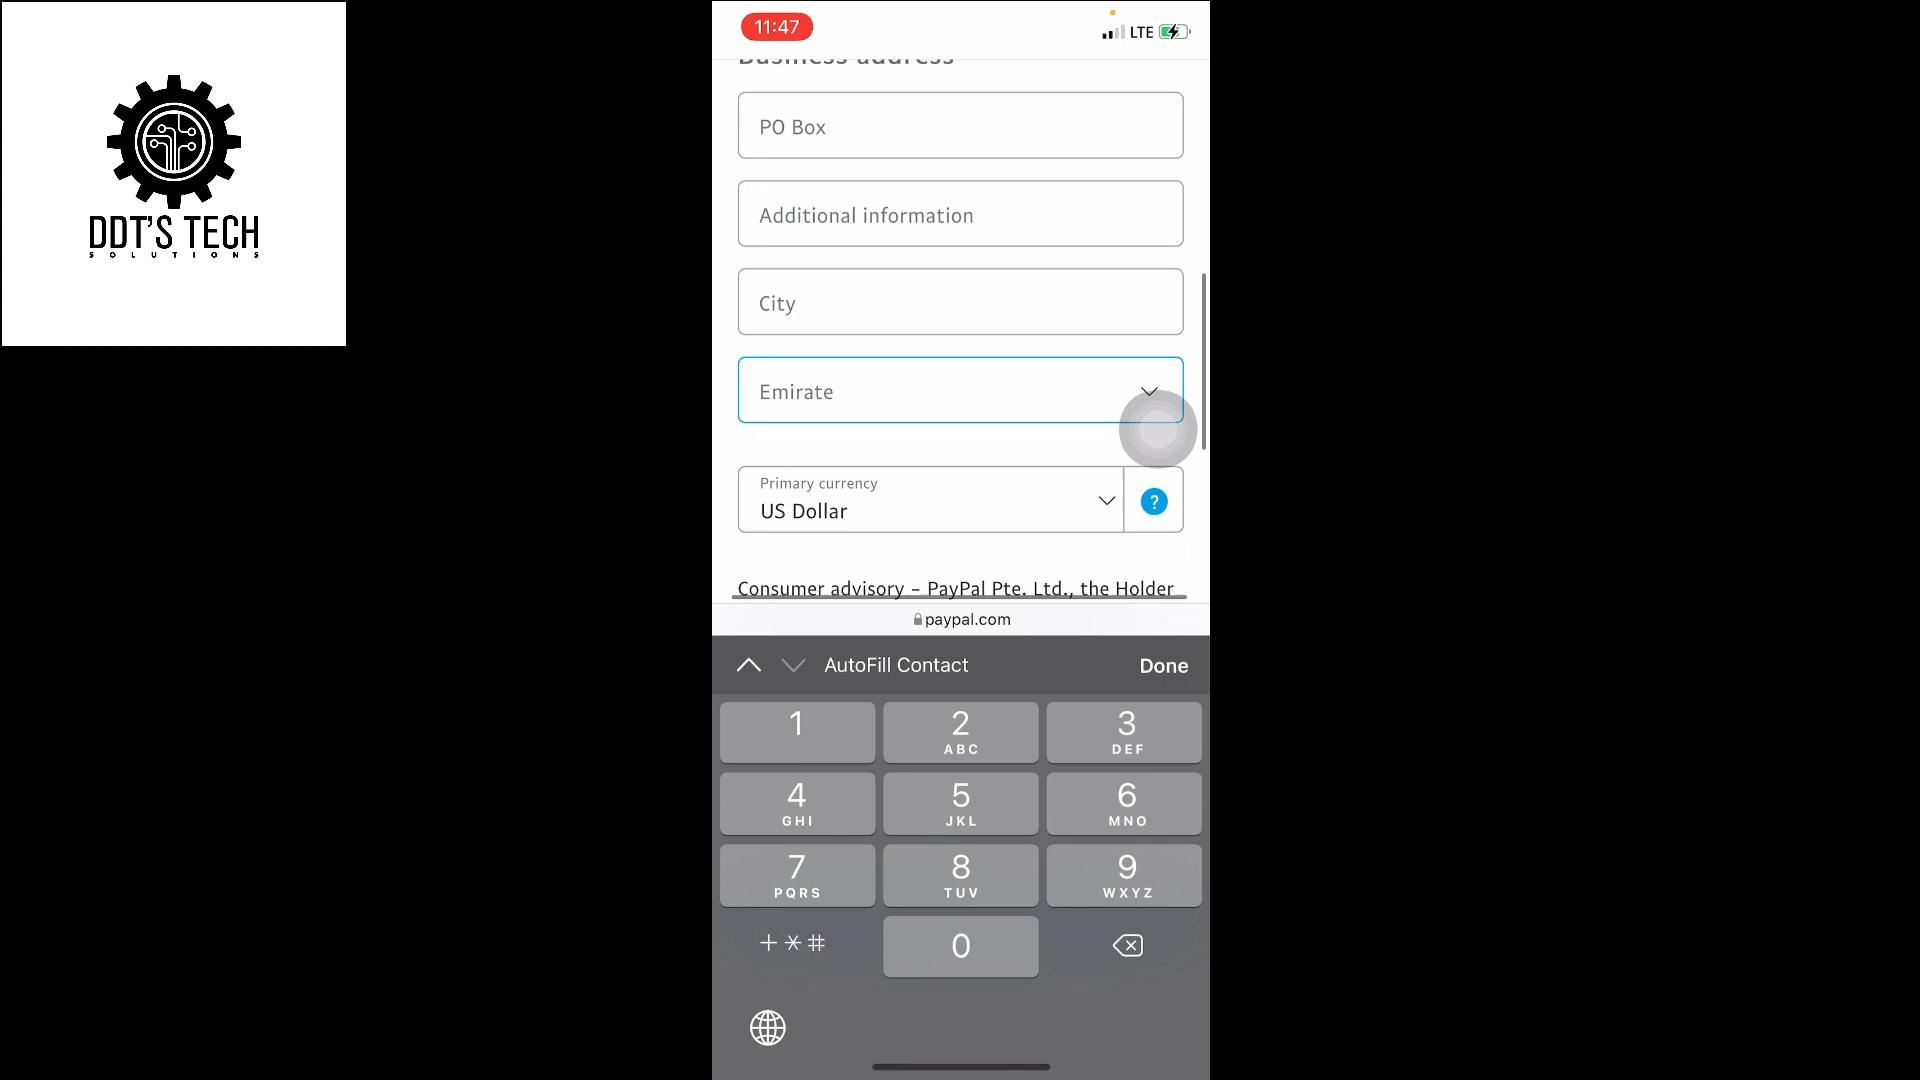 DDT'S TECH
SOLUTIONS
11:47
LTE
Business address
PO Box
Additional information
City
Emirate
Primary currency
US Dollar
?
Consumer advisory – PayPal Pte. Ltd., the Holder
paypal.com
AutoFill Contact
Done
1
2
ABC
3
DEF
4
GHI
5
JKL
6
MNO
7
PQRS
8
TUV
9
WXYZ
+*#
0